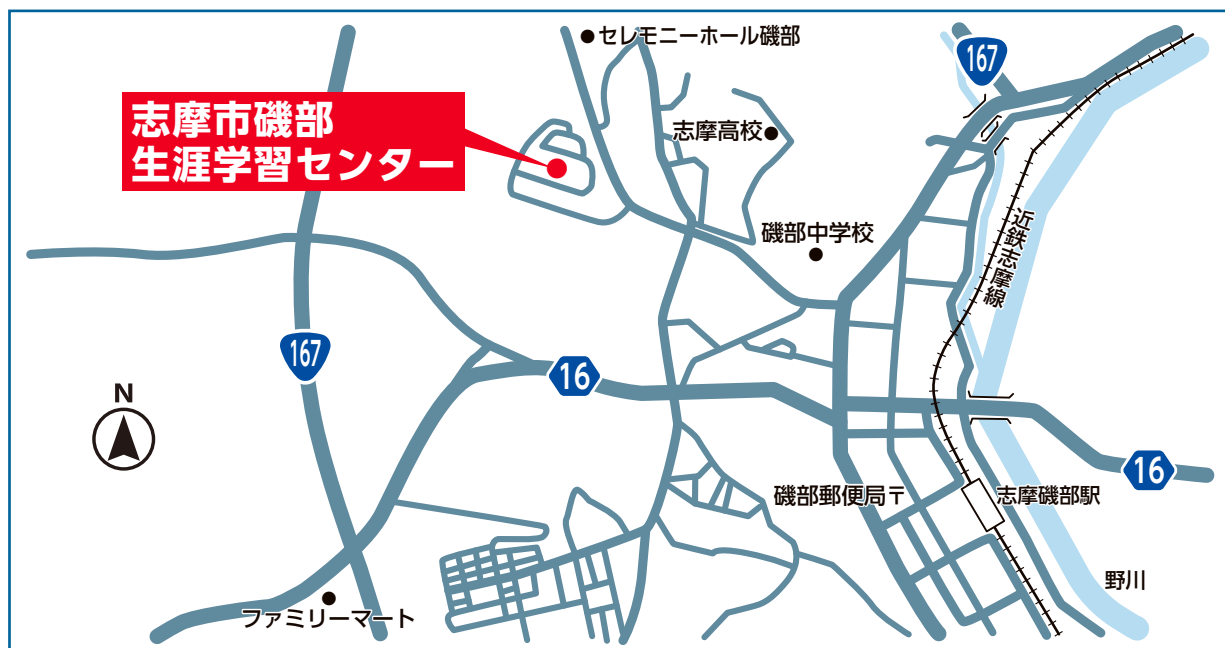 セレモニーホール磯部
167
志摩市磯部
生涯学習センター
志摩高校
磯部中学校
近鉄志摩線
167
16
N
16
磯部郵便局〒
志摩磯部駅
野川
ファミリーマート